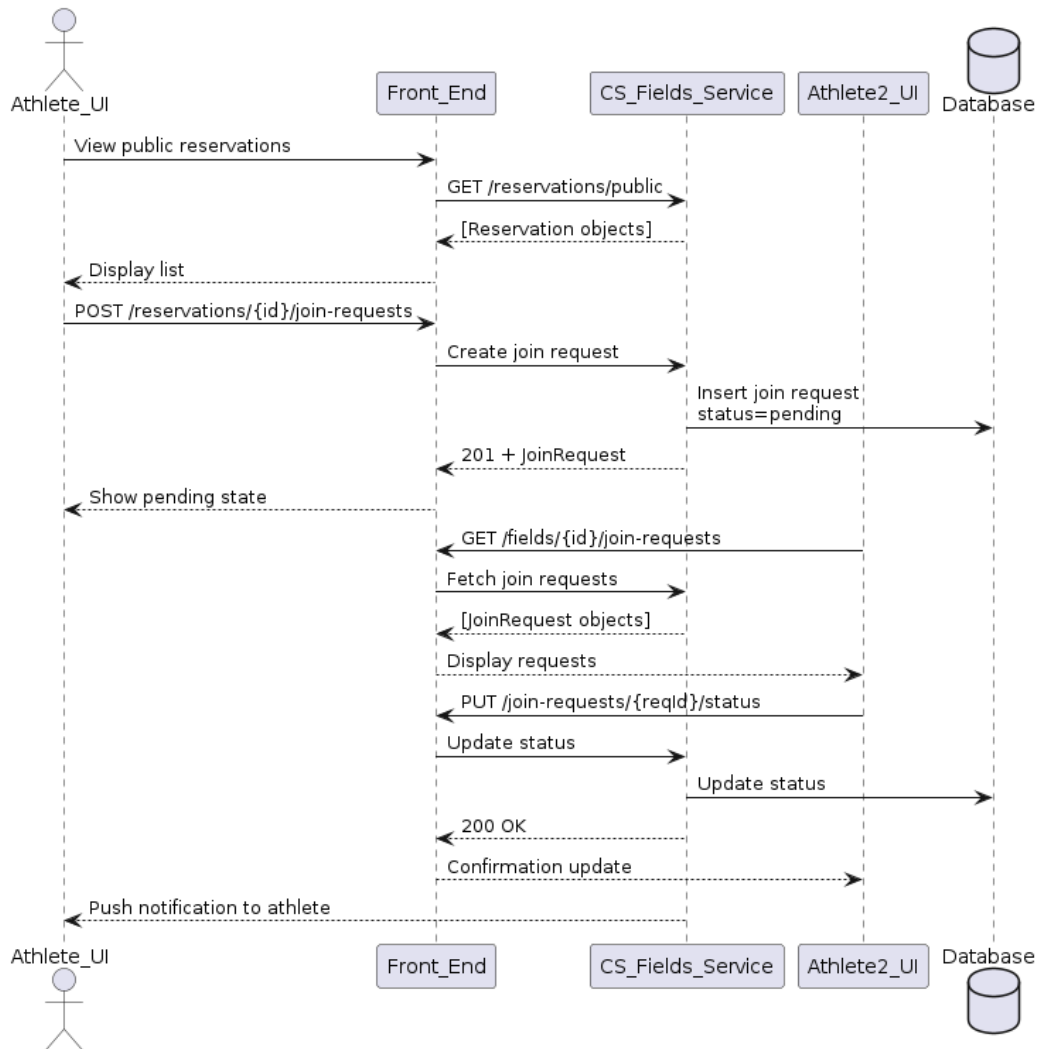 Athlete_UI
Front_End
CS_Fields_Service
Athlete2_UI
Database
View public reservations
GET /reservations/public
[Reservation objects]
Display list
POST /reservations/{id}/join-requests
Create join request
Insert join request
status=pending
201 + JoinRequest
Show pending state
GET /fields/{id}/join-requests
Fetch join requests
[JoinRequest objects]
Display requests
PUT /join-requests/{reqId}/status
Update status
Update status
200 OK
Confirmation update
Push notification to athlete
Athlete_UI
Front_End
CS_Fields_Service
Athlete2_UI
Database